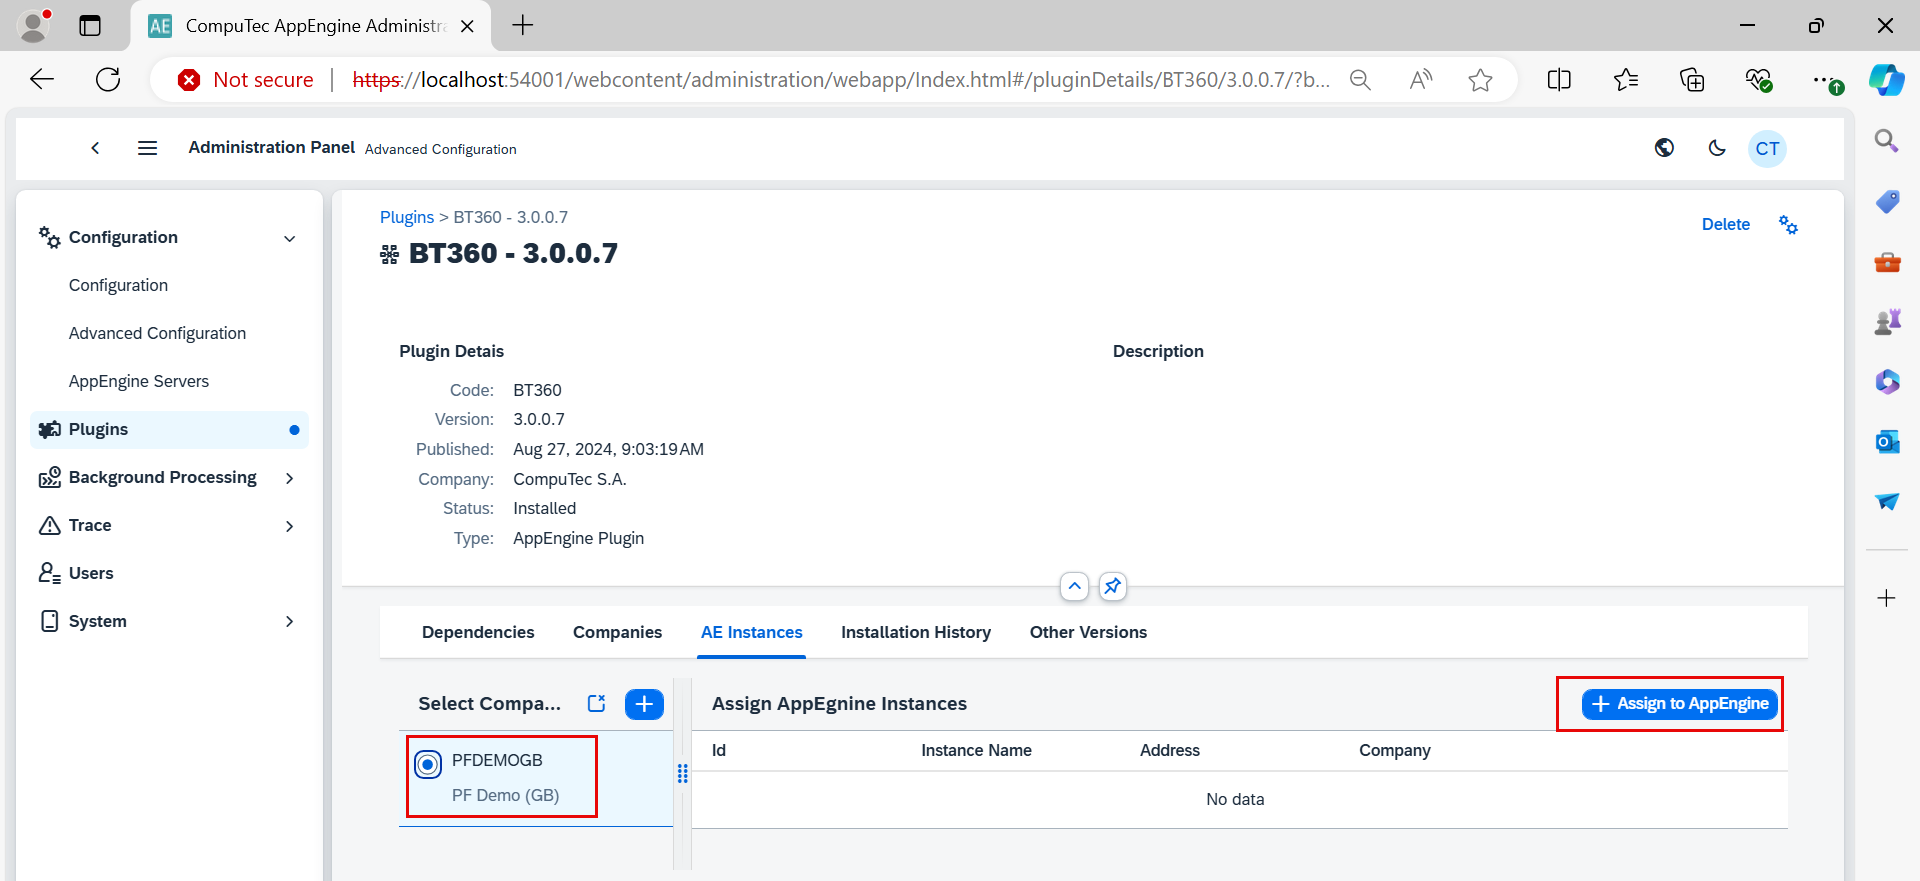 AE CompuTec AppEngine Administra
Not secure https://localhost:54001/webcontent/administration/webapp/Index.html#/pluginDetails/BT360/3.0.0.7/?b...
Administration Panel Advanced Configuration
CT
Configuration
Configuration
Advanced Configuration
AppEngine Servers
Plugins
Background Processing
Trace
Users
System
Plugins > BT360 - 3.0.0.7
BT360 - 3.0.0.7
Delete
Plugin Detais
Description
Code: BT360
Version: 3.0.0.7
Published: Aug 27, 2024, 9:03:19 AM
Company: CompuTec S.A.
Status: Installed
Type: AppEngine Plugin
Dependencies Companies AE Instances Installation History Other Versions
Select Compa...
Assign AppEgnine Instances
Assign to AppEngine
PFDEMOGB
PF Demo (GB)
Id Instance Name Address Company
No data